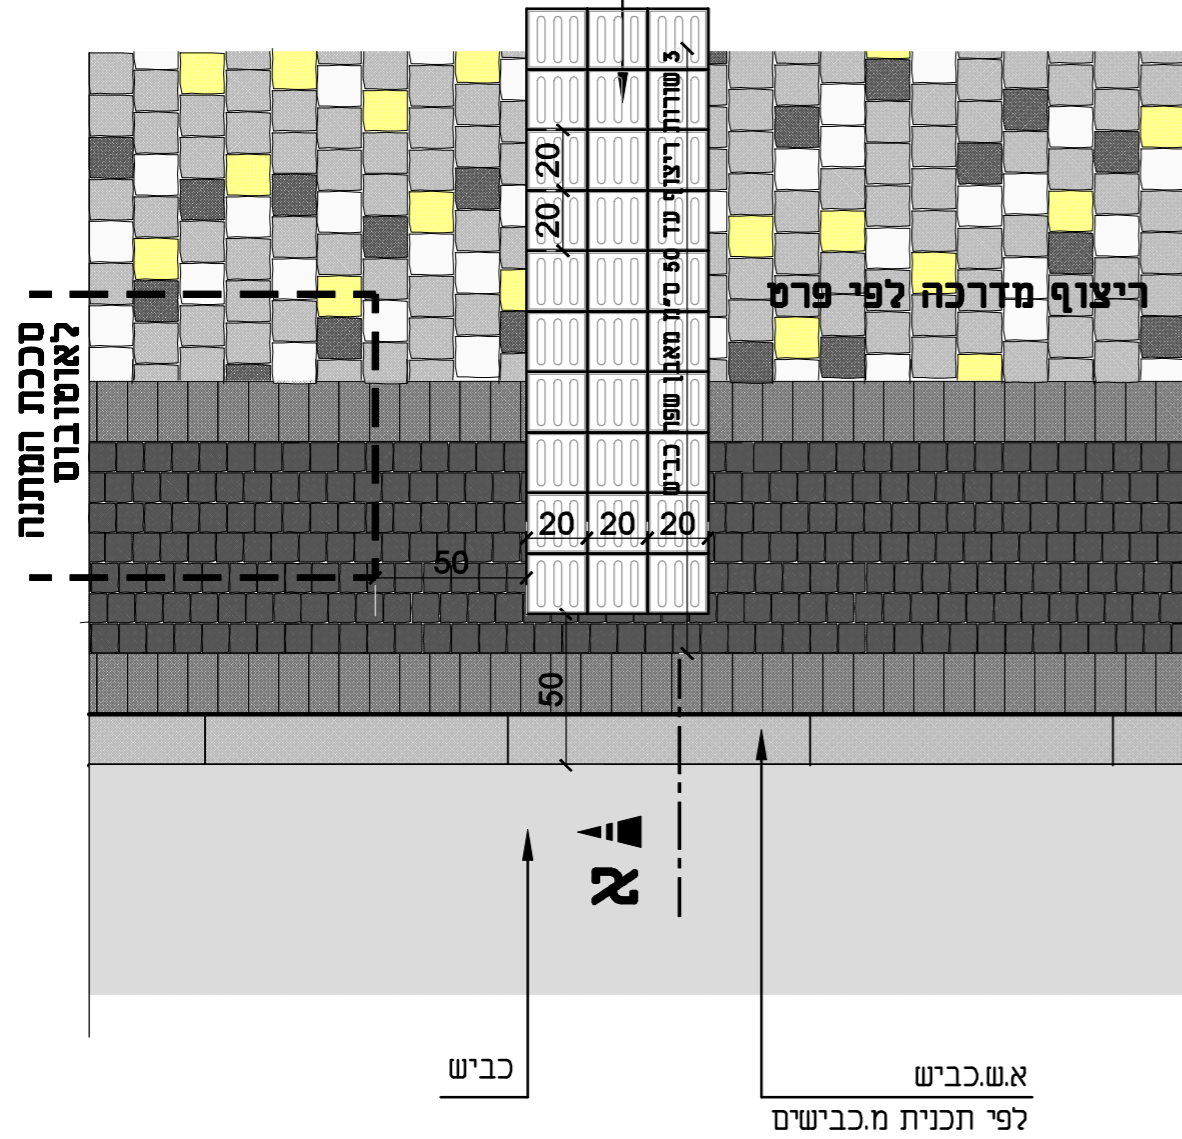 3 שורות ריצוף עד 50 ס"מ מאבן שפה כביש
20
20
ריצוף מדרכה לפי פרט
סככת המתנה
לאוטובוס
20 20 20
50
50
א
כביש
א.ש.כביש
לפי תכנית מ.כבישים